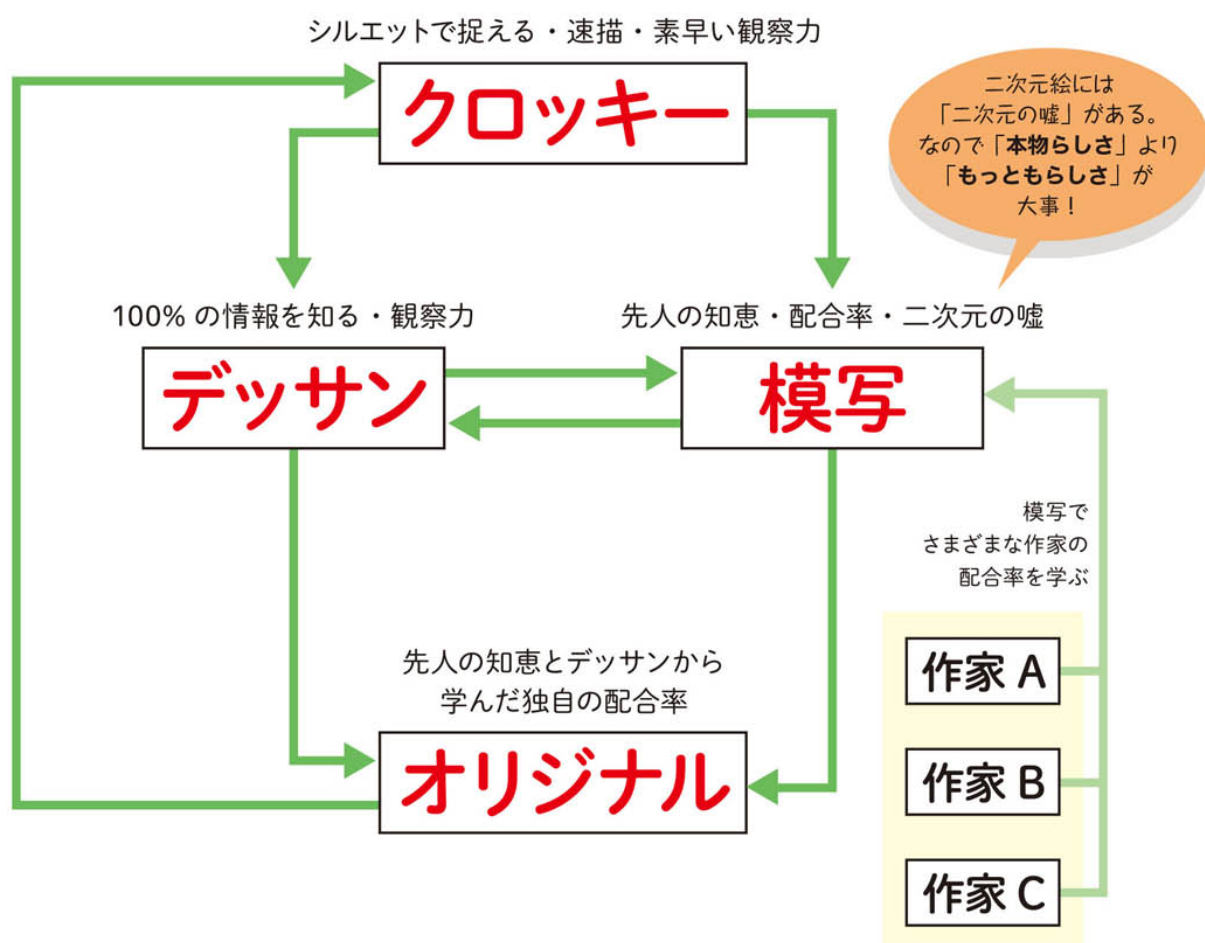 シルエットで捉える・速描・素早い観察力
クロッキー
二次元絵には
「二次元の嘘」がある。
なので「本物らしさ」より
「もっともらしさ」が
大事！
100% の情報を知る・観察力
デッサン
先人の知恵・配合率・二次元の嘘
模写
模写で
さまざまな作家の
配合率を学ぶ
先人の知恵とデッサンから
学んだ独自の配合率
オリジナル
作家 A
作家 B
作家 C